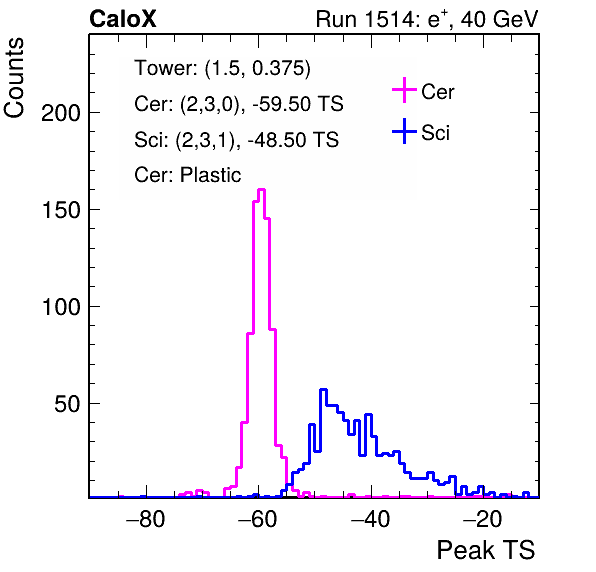 CaloX Run 1514: e⁺, 40 GeV
Counts
Tower: (1.5, 0.375)
Cer: (2,3,0), -59.50 TS
Sci: (2,3,1), -48.50 TS
Cer: Plastic
Cer
Sci
200
150
100
50
−80 −60 −40 −20
Peak TS